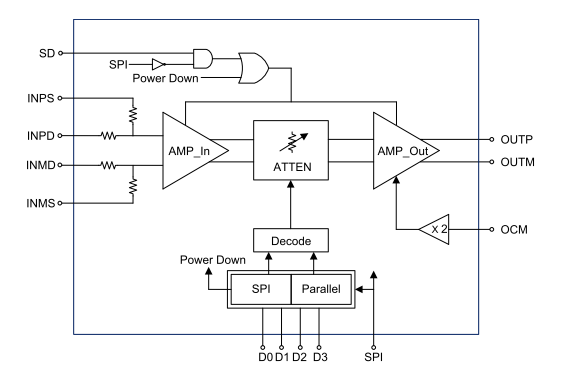 SD
SPI
Power Down
INPS
INPD
INMD
INMS
AMP_In
ATTEN
AMP_Out
OUTP
OUTM
X 2
OCM
Decode
Power Down
SPI
Parallel
D0
D1
D2
D3
SPI